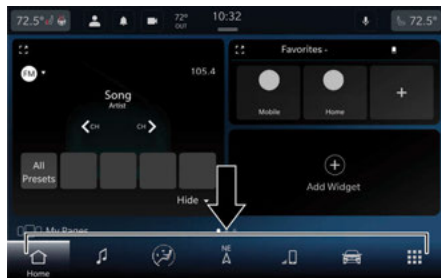 72.5°
72°
OUT
10:32
72.5°
FM
105.4
Song
Artist
CH
CH
All
Presets
Hide
Favorites
Mobile
Home
Add Widget
My Pages
NE
Home